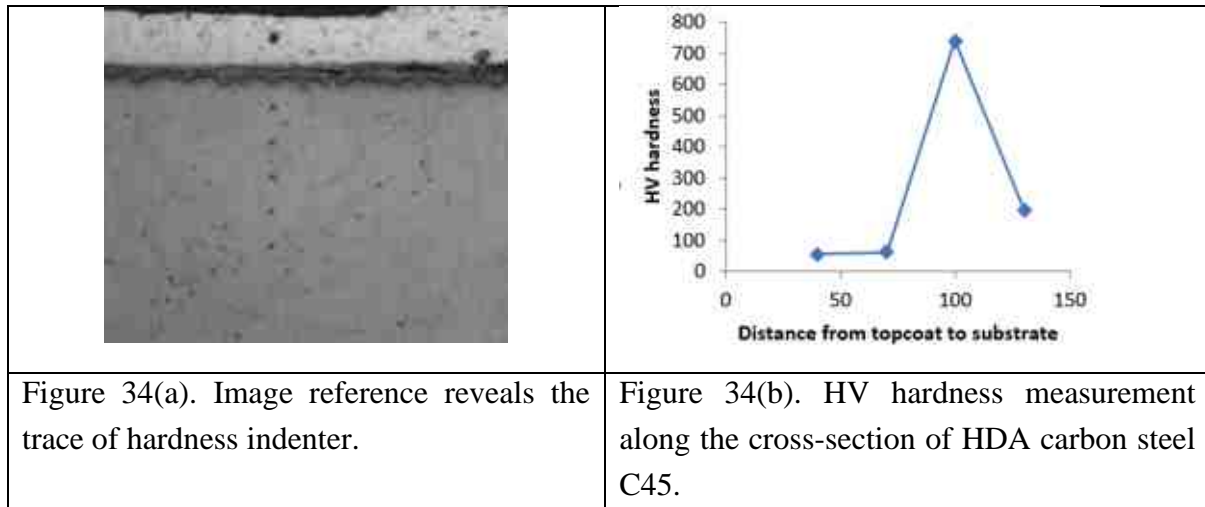 800
700
600
500
400
300
200
100
0
HV hardness
0 50 100 150
Distance from topcoat to substrate
Figure 34(a). Image reference reveals the
trace of hardness indenter.
Figure 34(b). HV hardness measurement
along the cross-section of HDA carbon steel
C45.